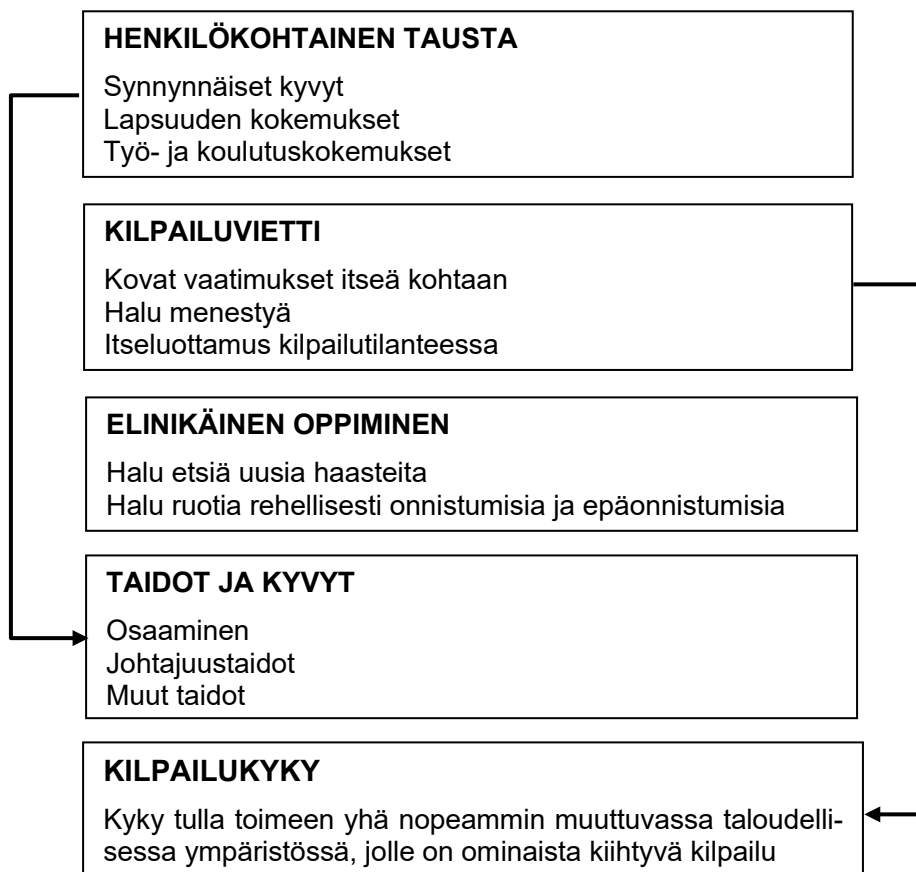 HENKILÖKOHTAINEN TAUSTA
Synnynnäiset kyvyt
Lapsuuden kokemukset
Työ- ja koulutuskokemukset
KILPAILUVIETTI
Kovat vaatimukset itseä kohtaan
Halu menestyä
Itseluottamus kilpailutilanteessa
ELINIKÄINEN OPPIMINEN
Halu etsiä uusia haasteita
Halu ruotia rehellisesti onnistumisia ja epäonnistumisia
TAIDOT JA KYVYT
Osaaminen
Johtajuustaidot
Muut taidot
KILPAILUKYKY
Kyky tulla toimeen yhä nopeammin muuttuvassa taloudelli-
sessa ympäristössä, jolle on ominaista kiihtyvä kilpailu